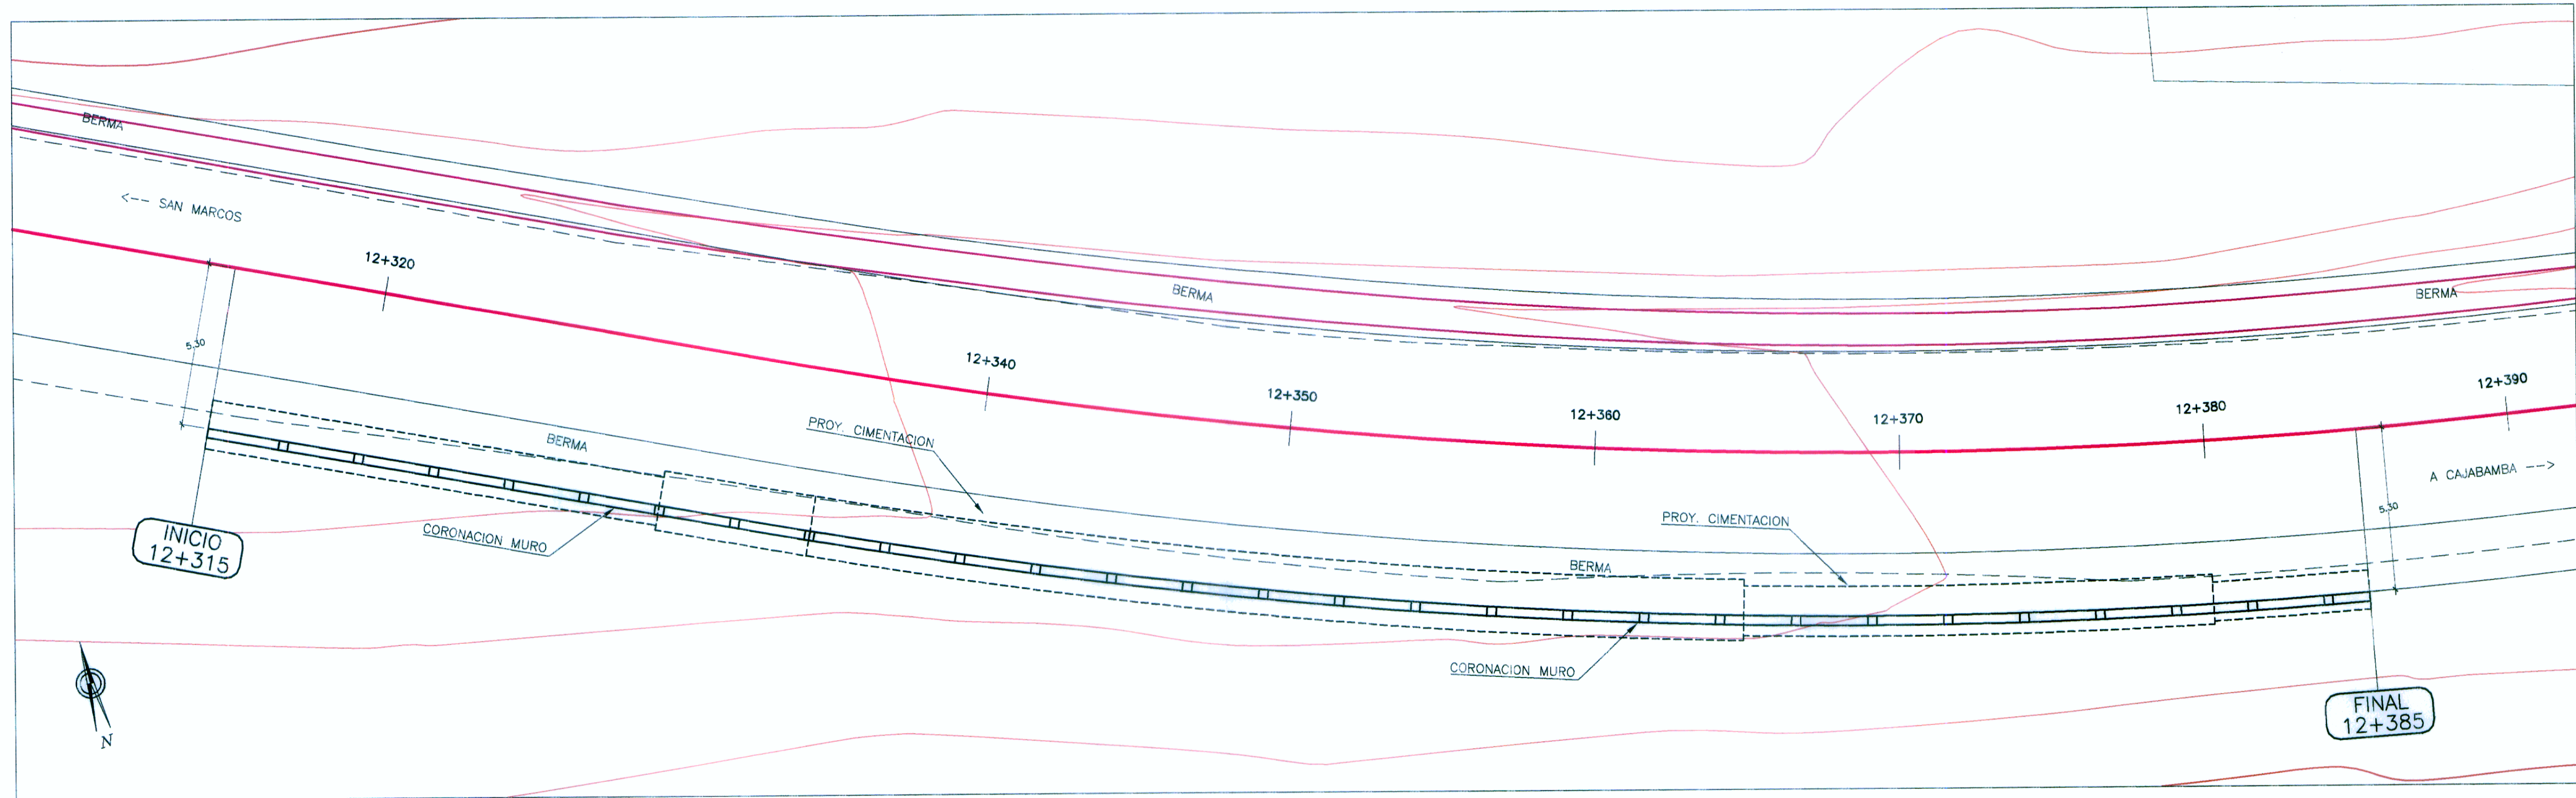 BERMA
<--- SAN MARCOS
12+320
5.30
12+340
BERMA
12+350
12+360
12+370
12+380
BERMA
12+390
PROY. CIMENTACION
BERMA
CORONACION MURO
INICIO
12+315
A CAJABAMBA --->
5.30
PROY. CIMENTACION
BERMA
CORONACION MURO
FINAL
12+385
N